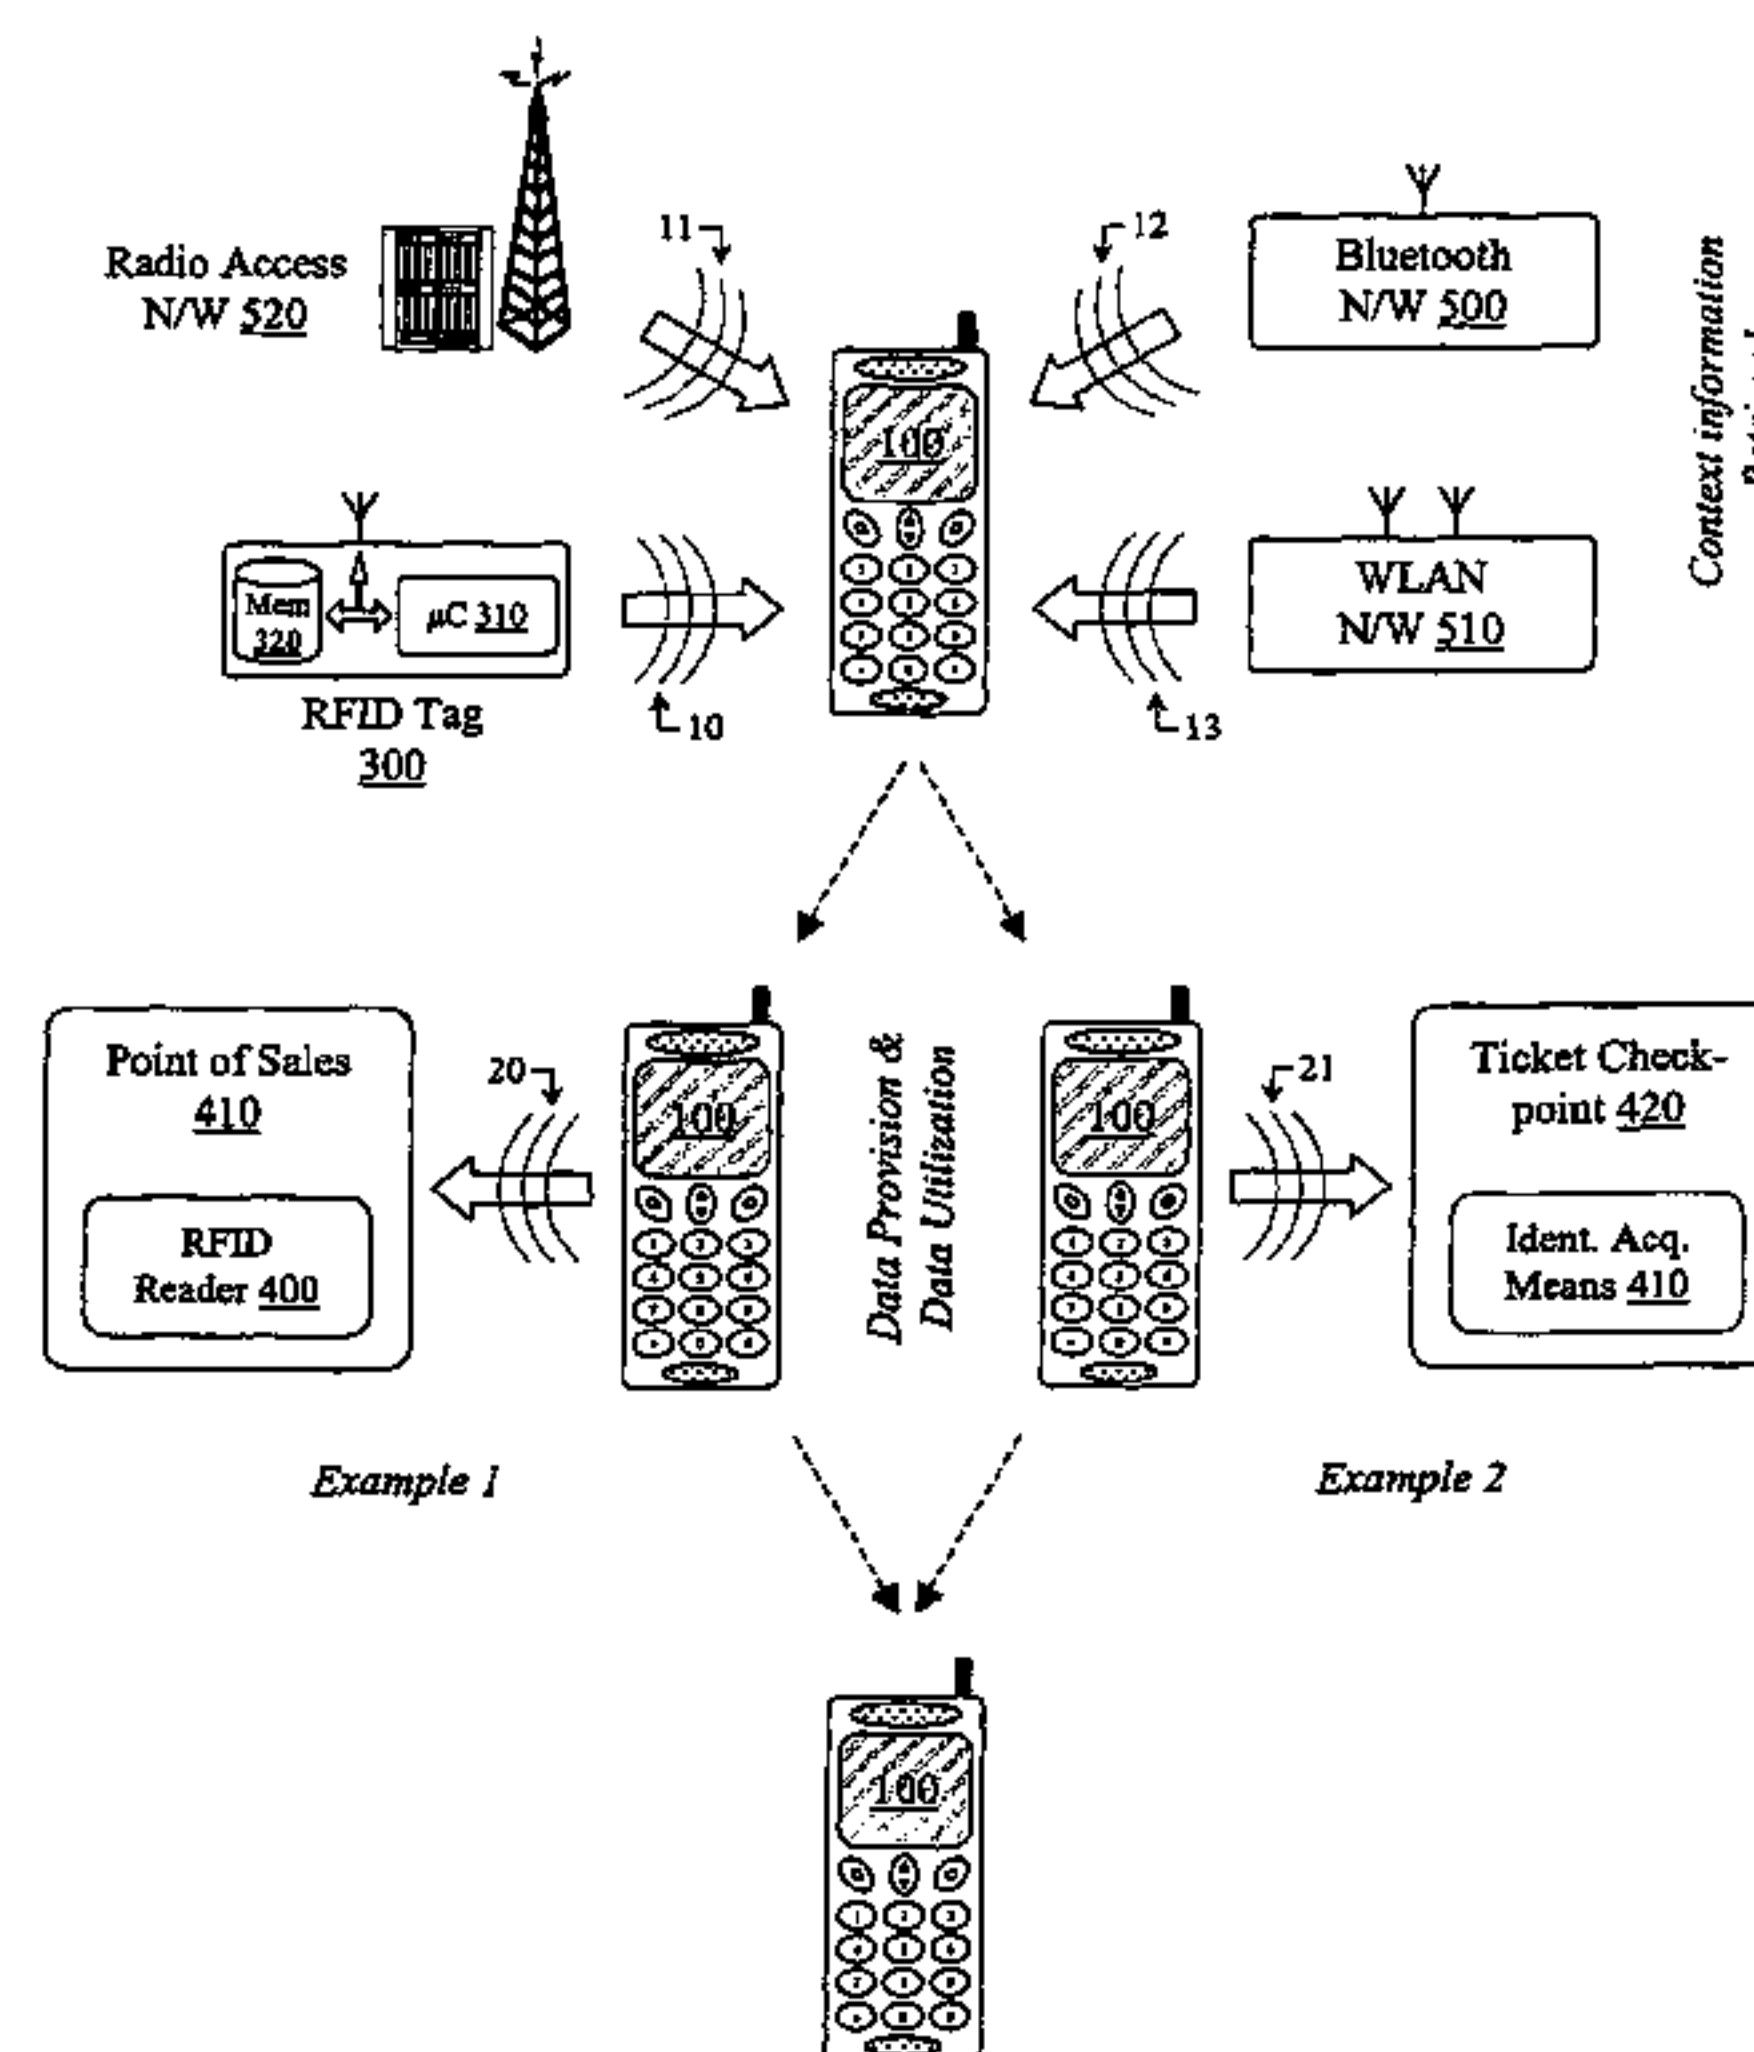 11
12
Radio Access
N/W 520
Bluetooth
N/W 500
Context information
100
Mem
320
µC 310
WLAN
N/W 510
RFID Tag
300
10
13
Point of Sales
410
RFID
Reader 400
20
100
Data Provision &
Data Utilization
100
21
Ticket Check-
point 420
Ident. Acq.
Means 410
Example 1
Example 2
100